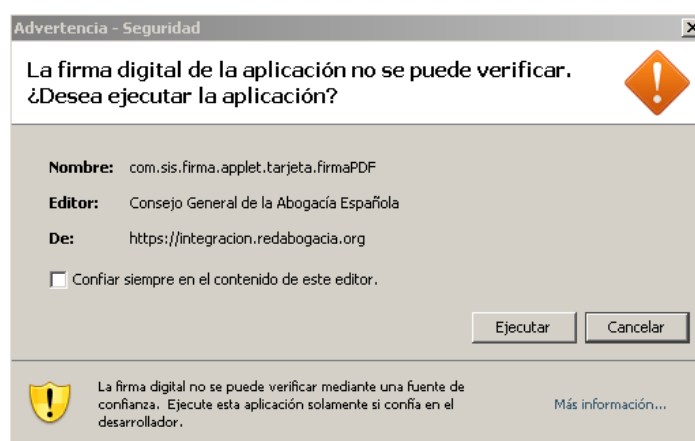 Advertencia - Seguridad
La firma digital de la aplicación no se puede verificar.
¿Desea ejecutar la aplicación?
Nombre: com.sis.firma.applet.tarjeta.firmaPDF
Editor: Consejo General de la Abogacía Española
De: https://integracion.redabogacia.org
Confiar siempre en el contenido de este editor.
Ejecutar Cancelar
La firma digital no se puede verificar mediante una fuente de
confianza. Ejecute esta aplicación solamente si confía en el
desarrollador.
Más información...